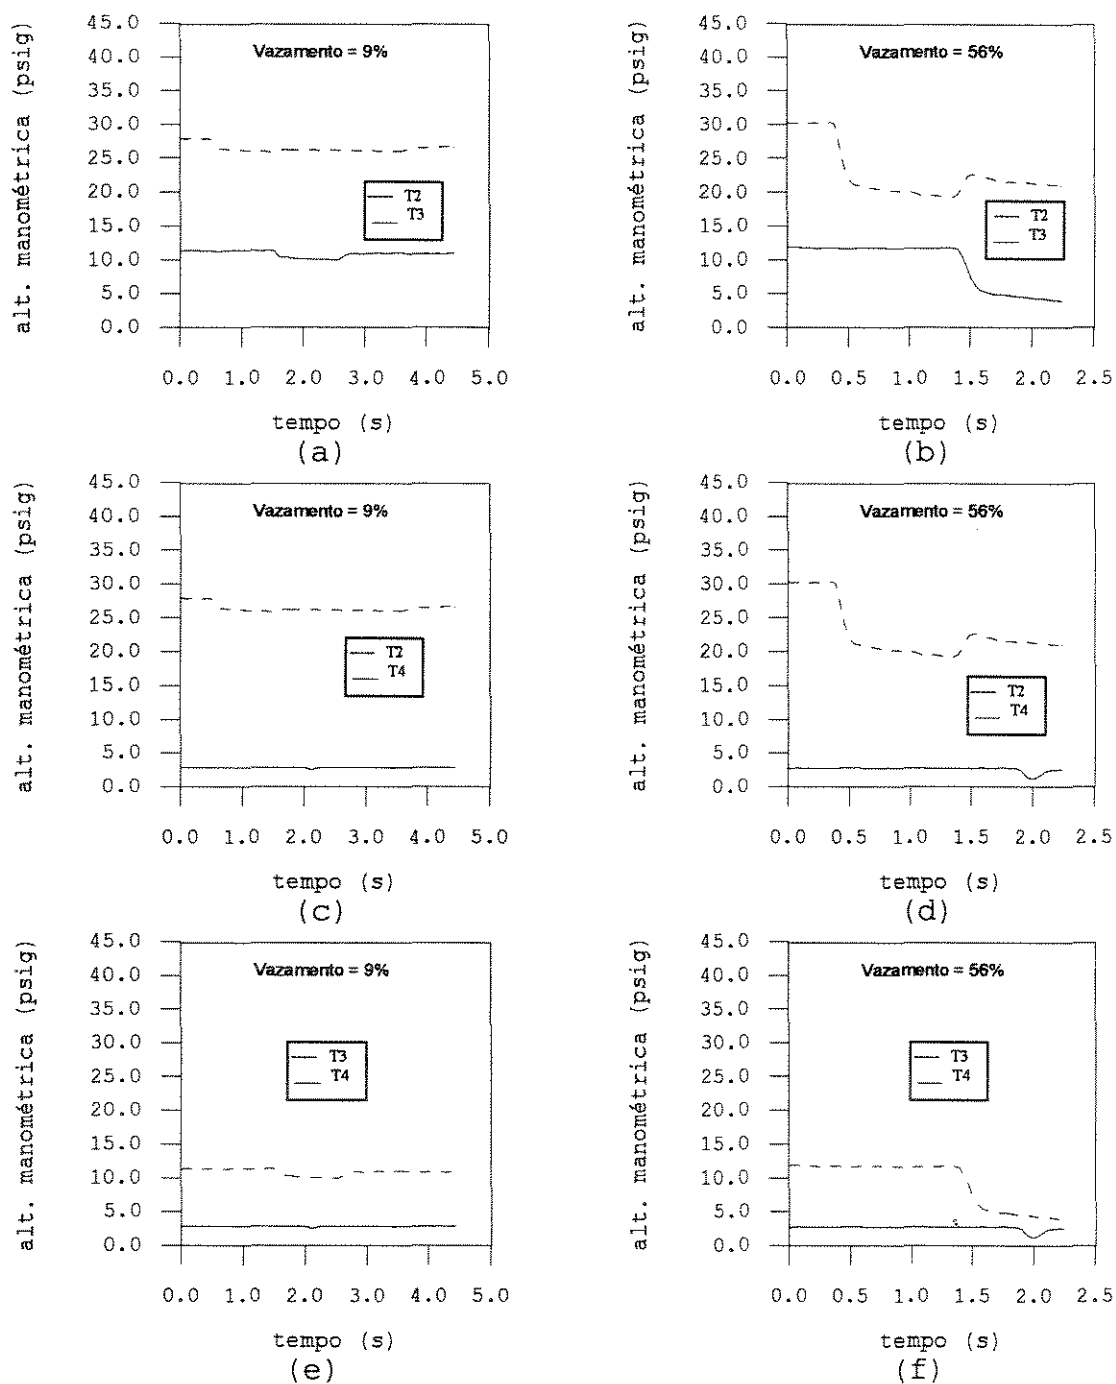 alt. manométrica (psig)
45.0
40.0
35.0
30.0
25.0
20.0
15.0
10.0
5.0
0.0
Vazamento = 9%
T2
T3
0.0 1.0 2.0 3.0 4.0 5.0
tempo (s)
(a)
alt. manométrica (psig)
45.0
40.0
35.0
30.0
25.0
20.0
15.0
10.0
5.0
0.0
Vazamento = 56%
T2
T3
0.0 0.5 1.0 1.5 2.0 2.5
tempo (s)
(b)
alt. manométrica (psig)
45.0
40.0
35.0
30.0
25.0
20.0
15.0
10.0
5.0
0.0
Vazamento = 9%
T2
T4
0.0 1.0 2.0 3.0 4.0 5.0
tempo (s)
(c)
alt. manométrica (psig)
45.0
40.0
35.0
30.0
25.0
20.0
15.0
10.0
5.0
0.0
Vazamento = 56%
T2
T4
0.0 0.5 1.0 1.5 2.0 2.5
tempo (s)
(d)
alt. manométrica (psig)
45.0
40.0
35.0
30.0
25.0
20.0
15.0
10.0
5.0
0.0
Vazamento = 9%
T3
T4
0.0 1.0 2.0 3.0 4.0 5.0
tempo (s)
(e)
alt. manométrica (psig)
45.0
40.0
35.0
30.0
25.0
20.0
15.0
10.0
5.0
0.0
Vazamento = 56%
T3
T4
0.0 0.5 1.0 1.5 2.0 2.5
tempo (s)
(f)